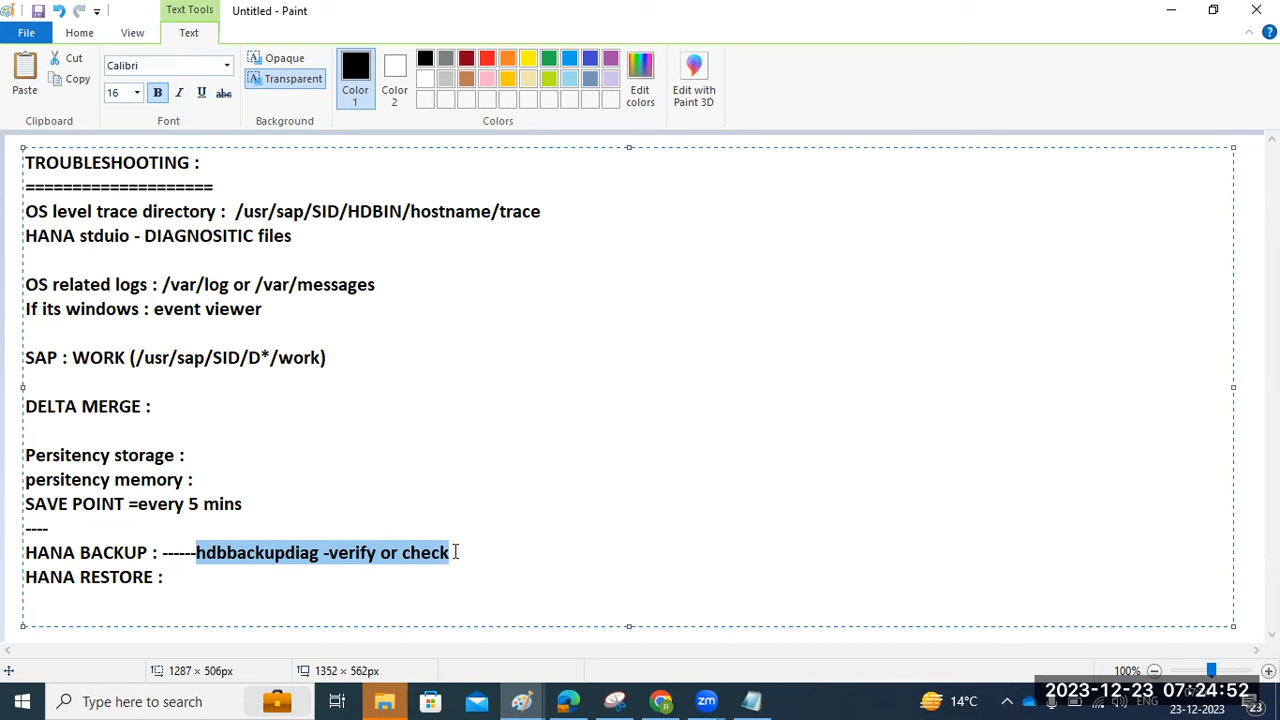 Text Tools
Untitled - Paint
File
Home
View
Text
Paste
Cut
Copy
Clipboard
Calibri
16
B
I
U
abc
Font
Opaque
Transparent
Background
Color 1
Color 2
Edit colors
Edit with Paint 3D
Colors
TROUBLESHOOTING :
====================
OS level trace directory :  /usr/sap/SID/HDBIN/hostname/trace
HANA stduio - DIAGNOSITIC files
OS related logs : /var/log or /var/messages
If its windows : event viewer
SAP : WORK (/usr/sap/SID/D*/work)
DELTA MERGE :
Persitency storage :
persitency memory :
SAVE POINT =every 5 mins
----
HANA BACKUP : ------hdbbackupdiag -verify or check
HANA RESTORE :
1287 × 506px
1352 × 562px
100%
Type here to search
14°C
ENG
2023-12-23 07:24:52
23-12-2023
23